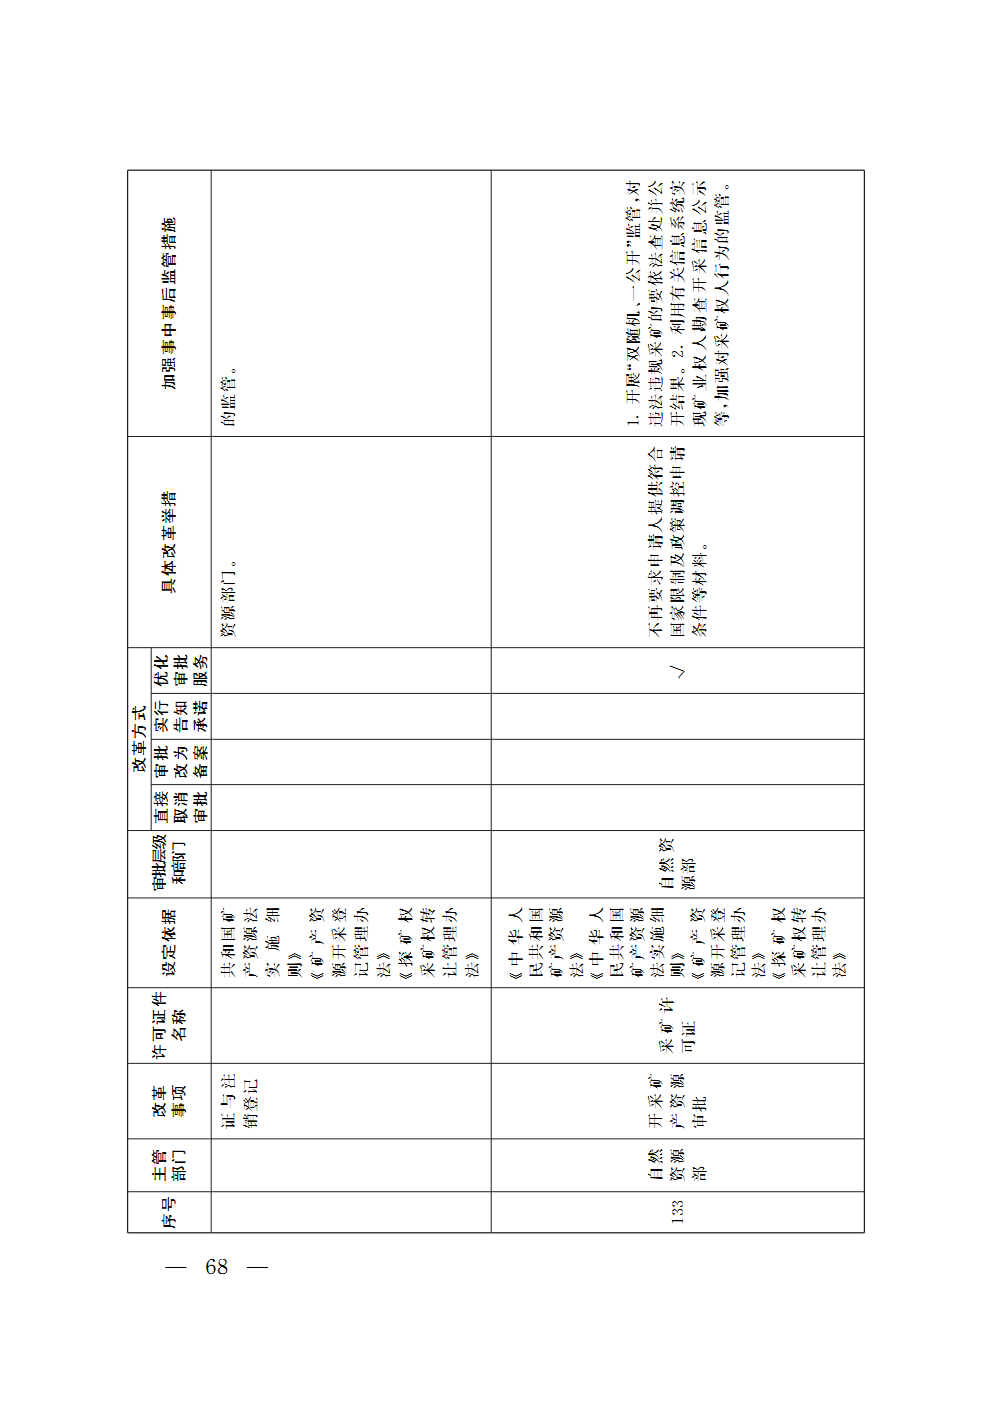 序号
主管
部门
改革
事项
许可证件
名称
设定依据
审批层级
和部门
改革方式
直接
取消
审批
审批
改为
备案
实行
告知
承诺
优化
审批
服务
具体改革举措
加强事中事后监管措施
证与注
销登记
共和国矿
产资源法
实施细
则》
《矿产资
源开采登
记管理办
法》
《探矿权
采矿权转
让管理办
法》
资源部门。
的监管。
133
自然
资源
部
开采矿
产资源
审批
采矿许
可证
《中华人
民共和国
矿产资源
法》
《中华人
民共和国
矿产资源
法实施细
则》
《矿产资
源开采登
记管理办
法》
《探矿权
采矿权转
让管理办
法》
自然资
源部
√
不再要求申请人提供符合
国家限制及政策调控申请
条件等材料。
1. 开展“双随机、一公开”监管,对
违法违规采矿的要依法查处并公
开结果。2. 利用有关信息系统实
现矿业权人勘查开采信息公示
等,加强对采矿权人行为的监管。
— 68 —